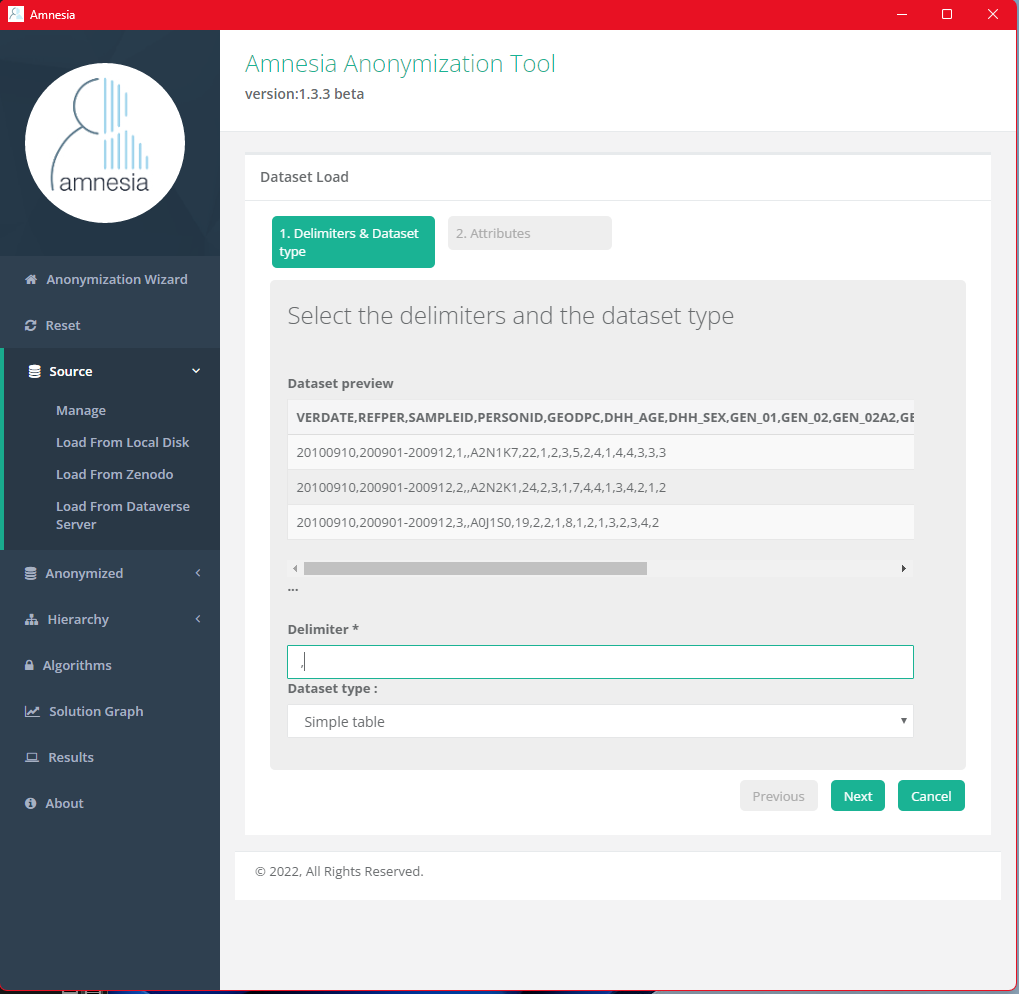 Amnesia
amnesia
Amnesia Anonymization Tool
version:1.3.3 beta
Anonymization Wizard
Reset
Source
Manage
Load From Local Disk
Load From Zenodo
Load From Dataverse
Server
Anonymized
Hierarchy
Algorithms
Solution Graph
Results
About
Dataset Load
1. Delimiters & Dataset
type
2. Attributes
Select the delimiters and the dataset type
Dataset preview
VERDATE,REFPER,SAMPLEID,PERSONID,GEODPC,DHH_AGE,DHH_SEX,GEN_01,GEN_02,GEN_02A2,GE
20100910,200901-200912,1,,A2N1K7,22,1,2,3,5,2,4,1,4,4,3,3,3
20100910,200901-200912,2,,A2N2K1,24,2,3,1,7,4,4,1,3,4,2,1,2
20100910,200901-200912,3,,A0J1S0,19,2,2,1,8,1,2,1,3,2,3,4,2
...
Delimiter *
,
Dataset type :
Simple table
Previous
Next
Cancel
© 2022, All Rights Reserved.